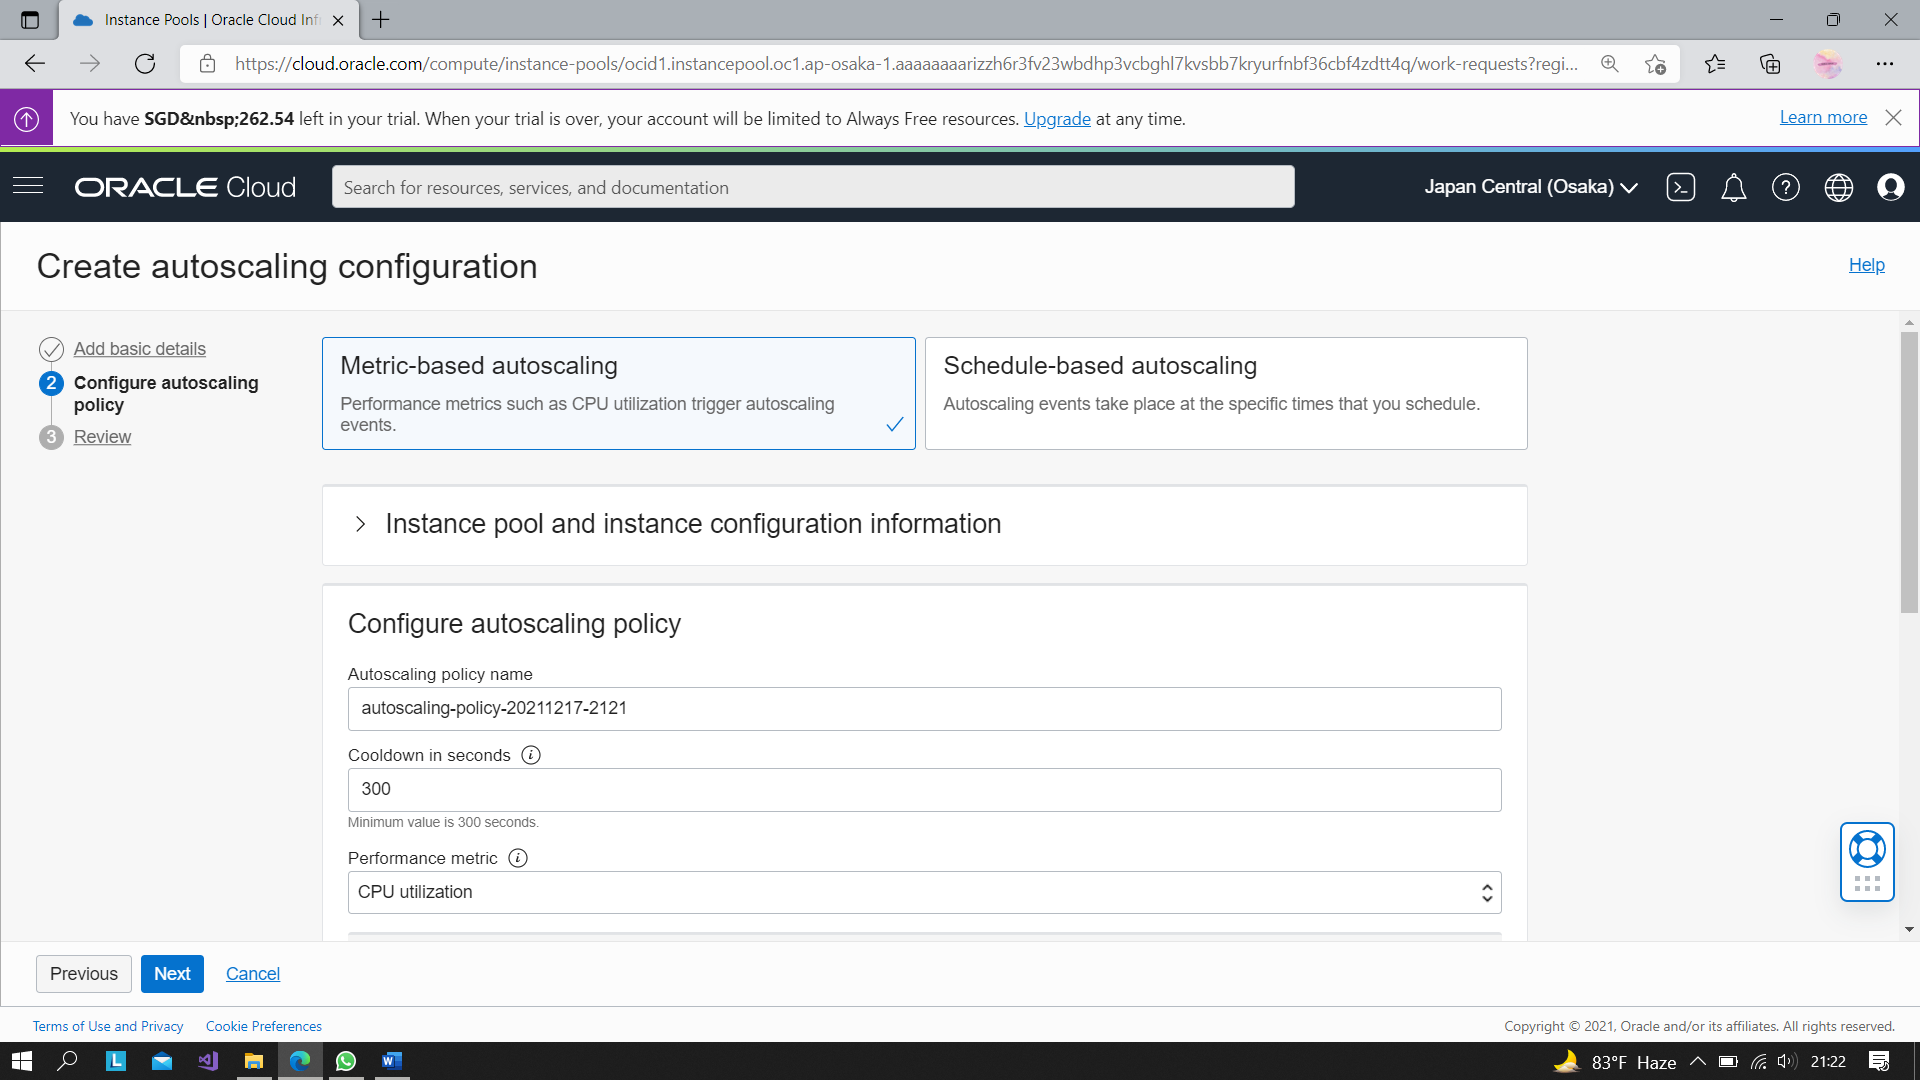 Instance Pools | Oracle Cloud Inf
https://cloud.oracle.com/compute/instance-pools/ocid1.instancepool.oc1.ap-osaka-1.aaaaaaaarizzh6r3fv23wbdhp3vcbghl7kvsbb7kryurfnbf36cbf4zdtt4q/work-requests?regi...
You have SGD&nbsp;262.54 left in your trial. When your trial is over, your account will be limited to Always Free resources. Upgrade at any time.
Learn more
ORACLE Cloud
Search for resources, services, and documentation
Japan Central (Osaka)
Create autoscaling configuration
Help
Add basic details
2 Configure autoscaling
policy
3 Review
Metric-based autoscaling
Performance metrics such as CPU utilization trigger autoscaling
events.
Schedule-based autoscaling
Autoscaling events take place at the specific times that you schedule.
Instance pool and instance configuration information
Configure autoscaling policy
Autoscaling policy name
autoscaling-policy-20211217-2121
Cooldown in seconds
300
Minimum value is 300 seconds.
Performance metric
CPU utilization
Previous
Next
Cancel
Terms of Use and Privacy
Cookie Preferences
Copyright © 2021, Oracle and/or its affiliates. All rights reserved.
83°F Haze
21:22